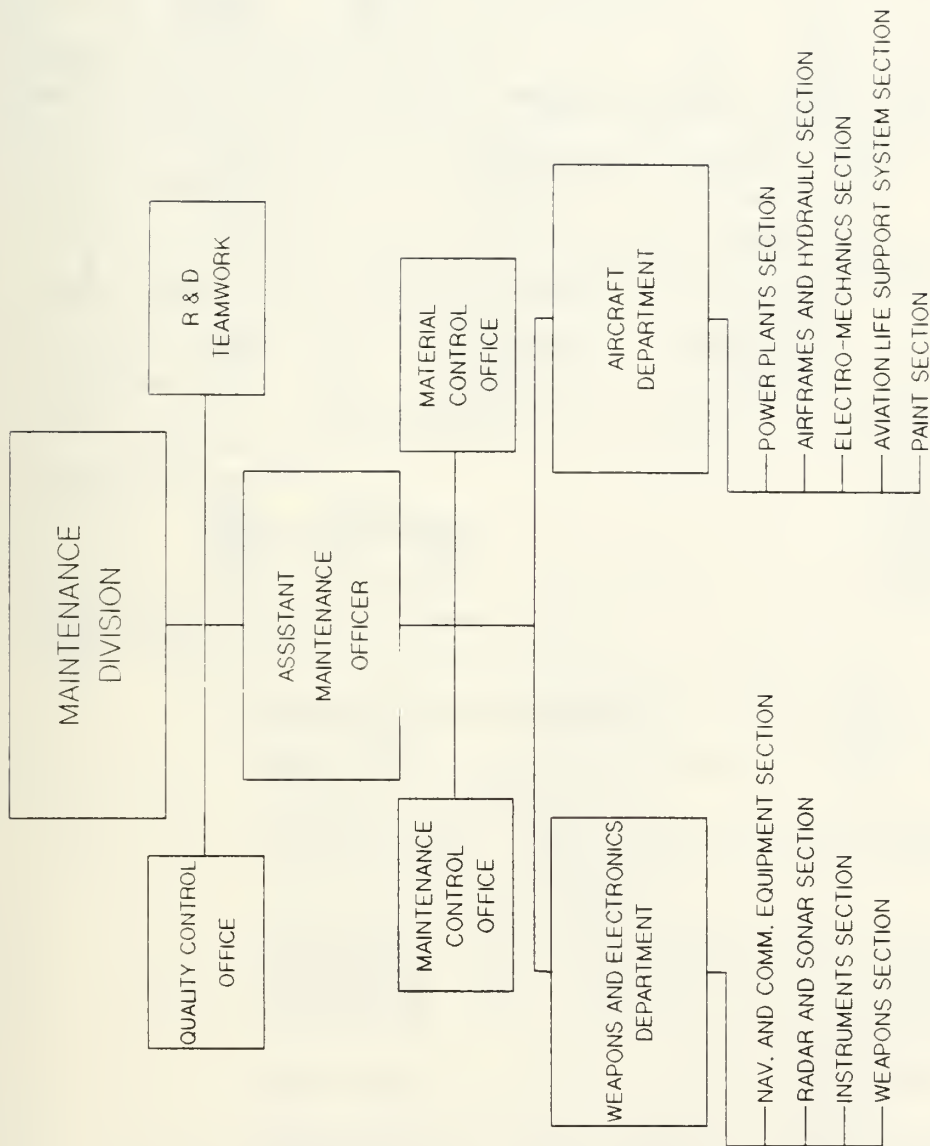 MAINTENANCE
DIVISION
QUALITY CONTROL
OFFICE
R & D
TEAMWORK
ASSISTANT
MAINTENANCE
OFFICER
MAINTENANCE
CONTROL
OFFICE
MATERIAL
CONTROL
OFFICE
WEAPONS AND ELECTRONICS
DEPARTMENT
AIRCRAFT
DEPARTMENT
NAV. AND COMM. EQUIPMENT SECTION
RADAR AND SONAR SECTION
INSTRUMENTS SECTION
WEAPONS SECTION
POWER PLANTS SECTION
AIRFRAMES AND HYDRAULIC SECTION
ELECTRO-MECHANICS SECTION
AVIATION LIFE SUPPORT SYSTEM SECTION
PAINT SECTION